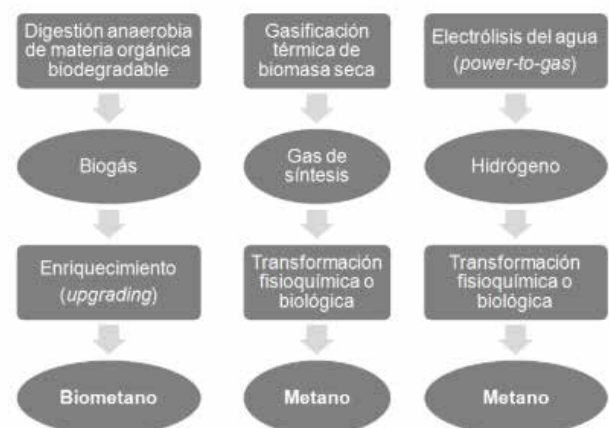 Digestión anaerobia
de materia orgánica
biodegradable
Biogás
Enriquecimiento
(upgrading)
Biometano
Gasificación
térmica de
biomasa seca
Gas de
síntesis
Transformación
fisioquímica o
biológica
Metano
Electrólisis del agua
(power-to-gas)
Hidrógeno
Transformación
fisioquímica o
biológica
Metano